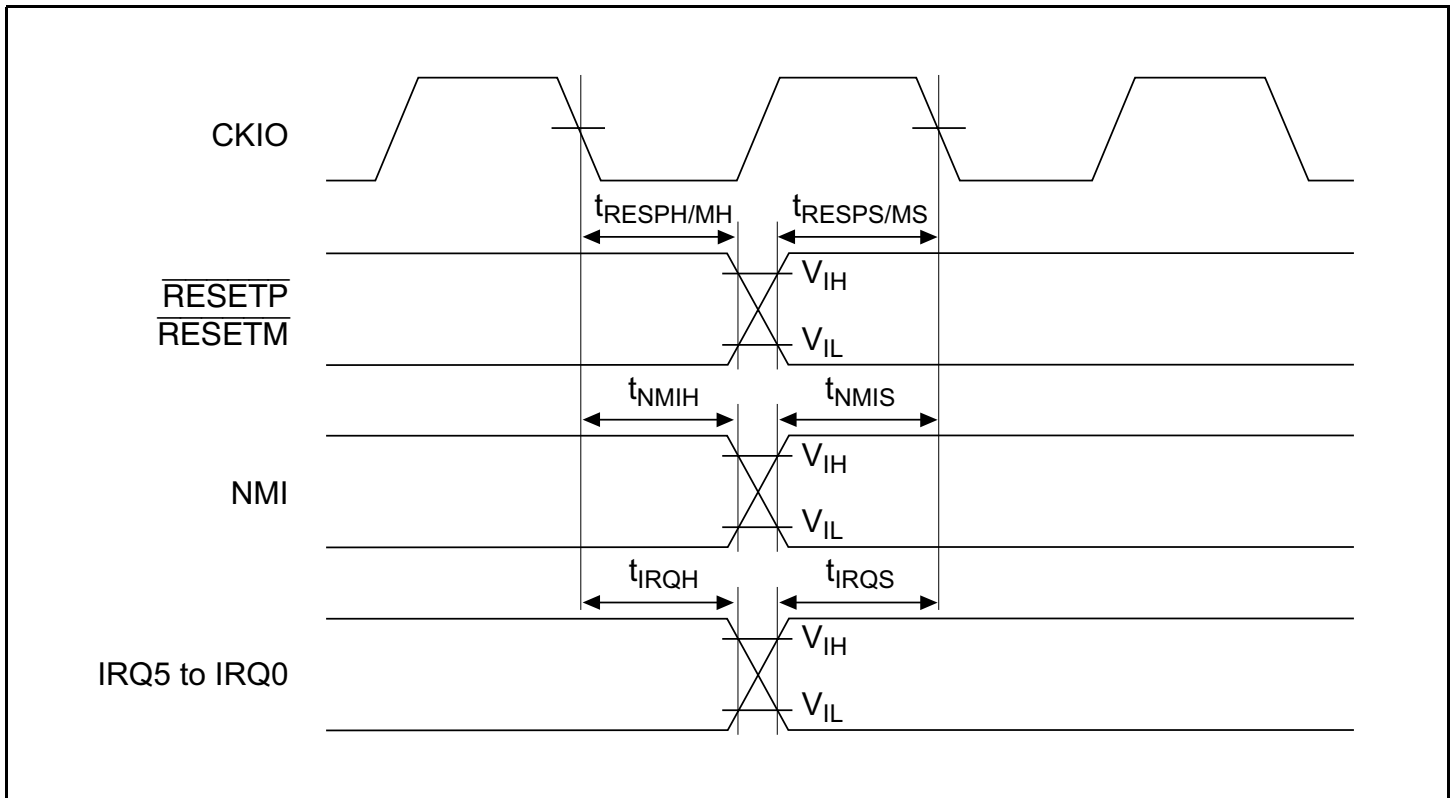 CKIO
tRESPH/MH tRESPS/MS
RESETP
RESETM
VIH
VIL
tNMIH tNMIS
NMI
VIH
VIL
tIRQH tIRQS
IRQ5 to IRQ0
VIH
VIL